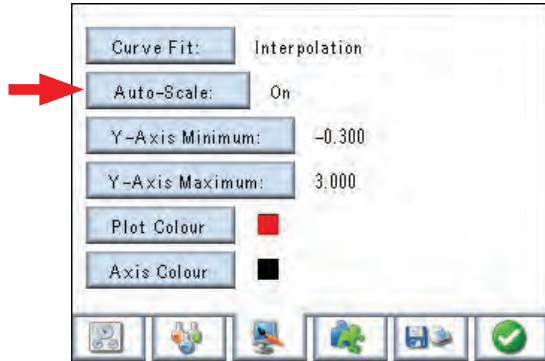 Curve Fit: Interpolation
Auto-Scale: On
Y-Axis Minimum: -0.300
Y-Axis Maximum: 3.000
Plot Colour
Axis Colour